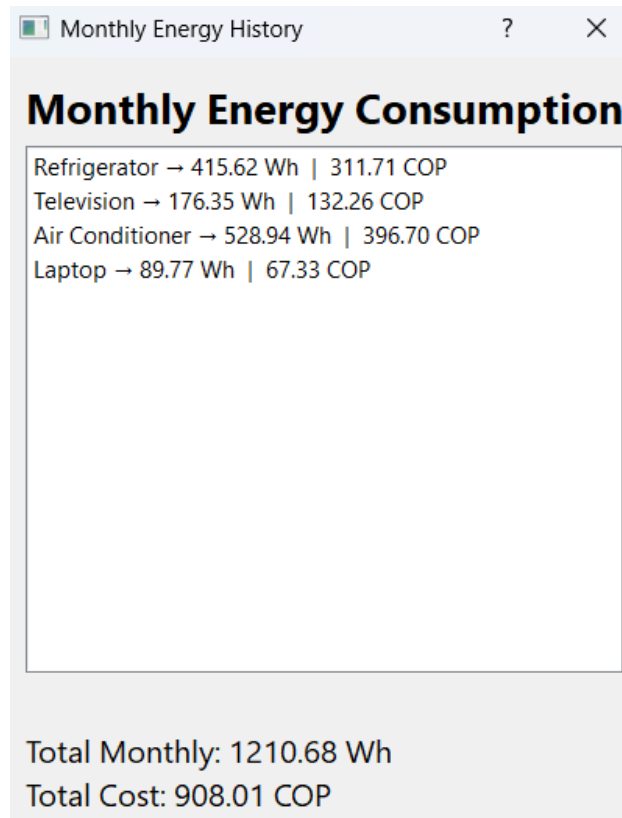 Monthly Energy History ?
Monthly Energy Consumption
Refrigerator → 415.62 Wh | 311.71 COP
Television → 176.35 Wh | 132.26 COP
Air Conditioner → 528.94 Wh | 396.70 COP
Laptop → 89.77 Wh | 67.33 COP
Total Monthly: 1210.68 Wh
Total Cost: 908.01 COP